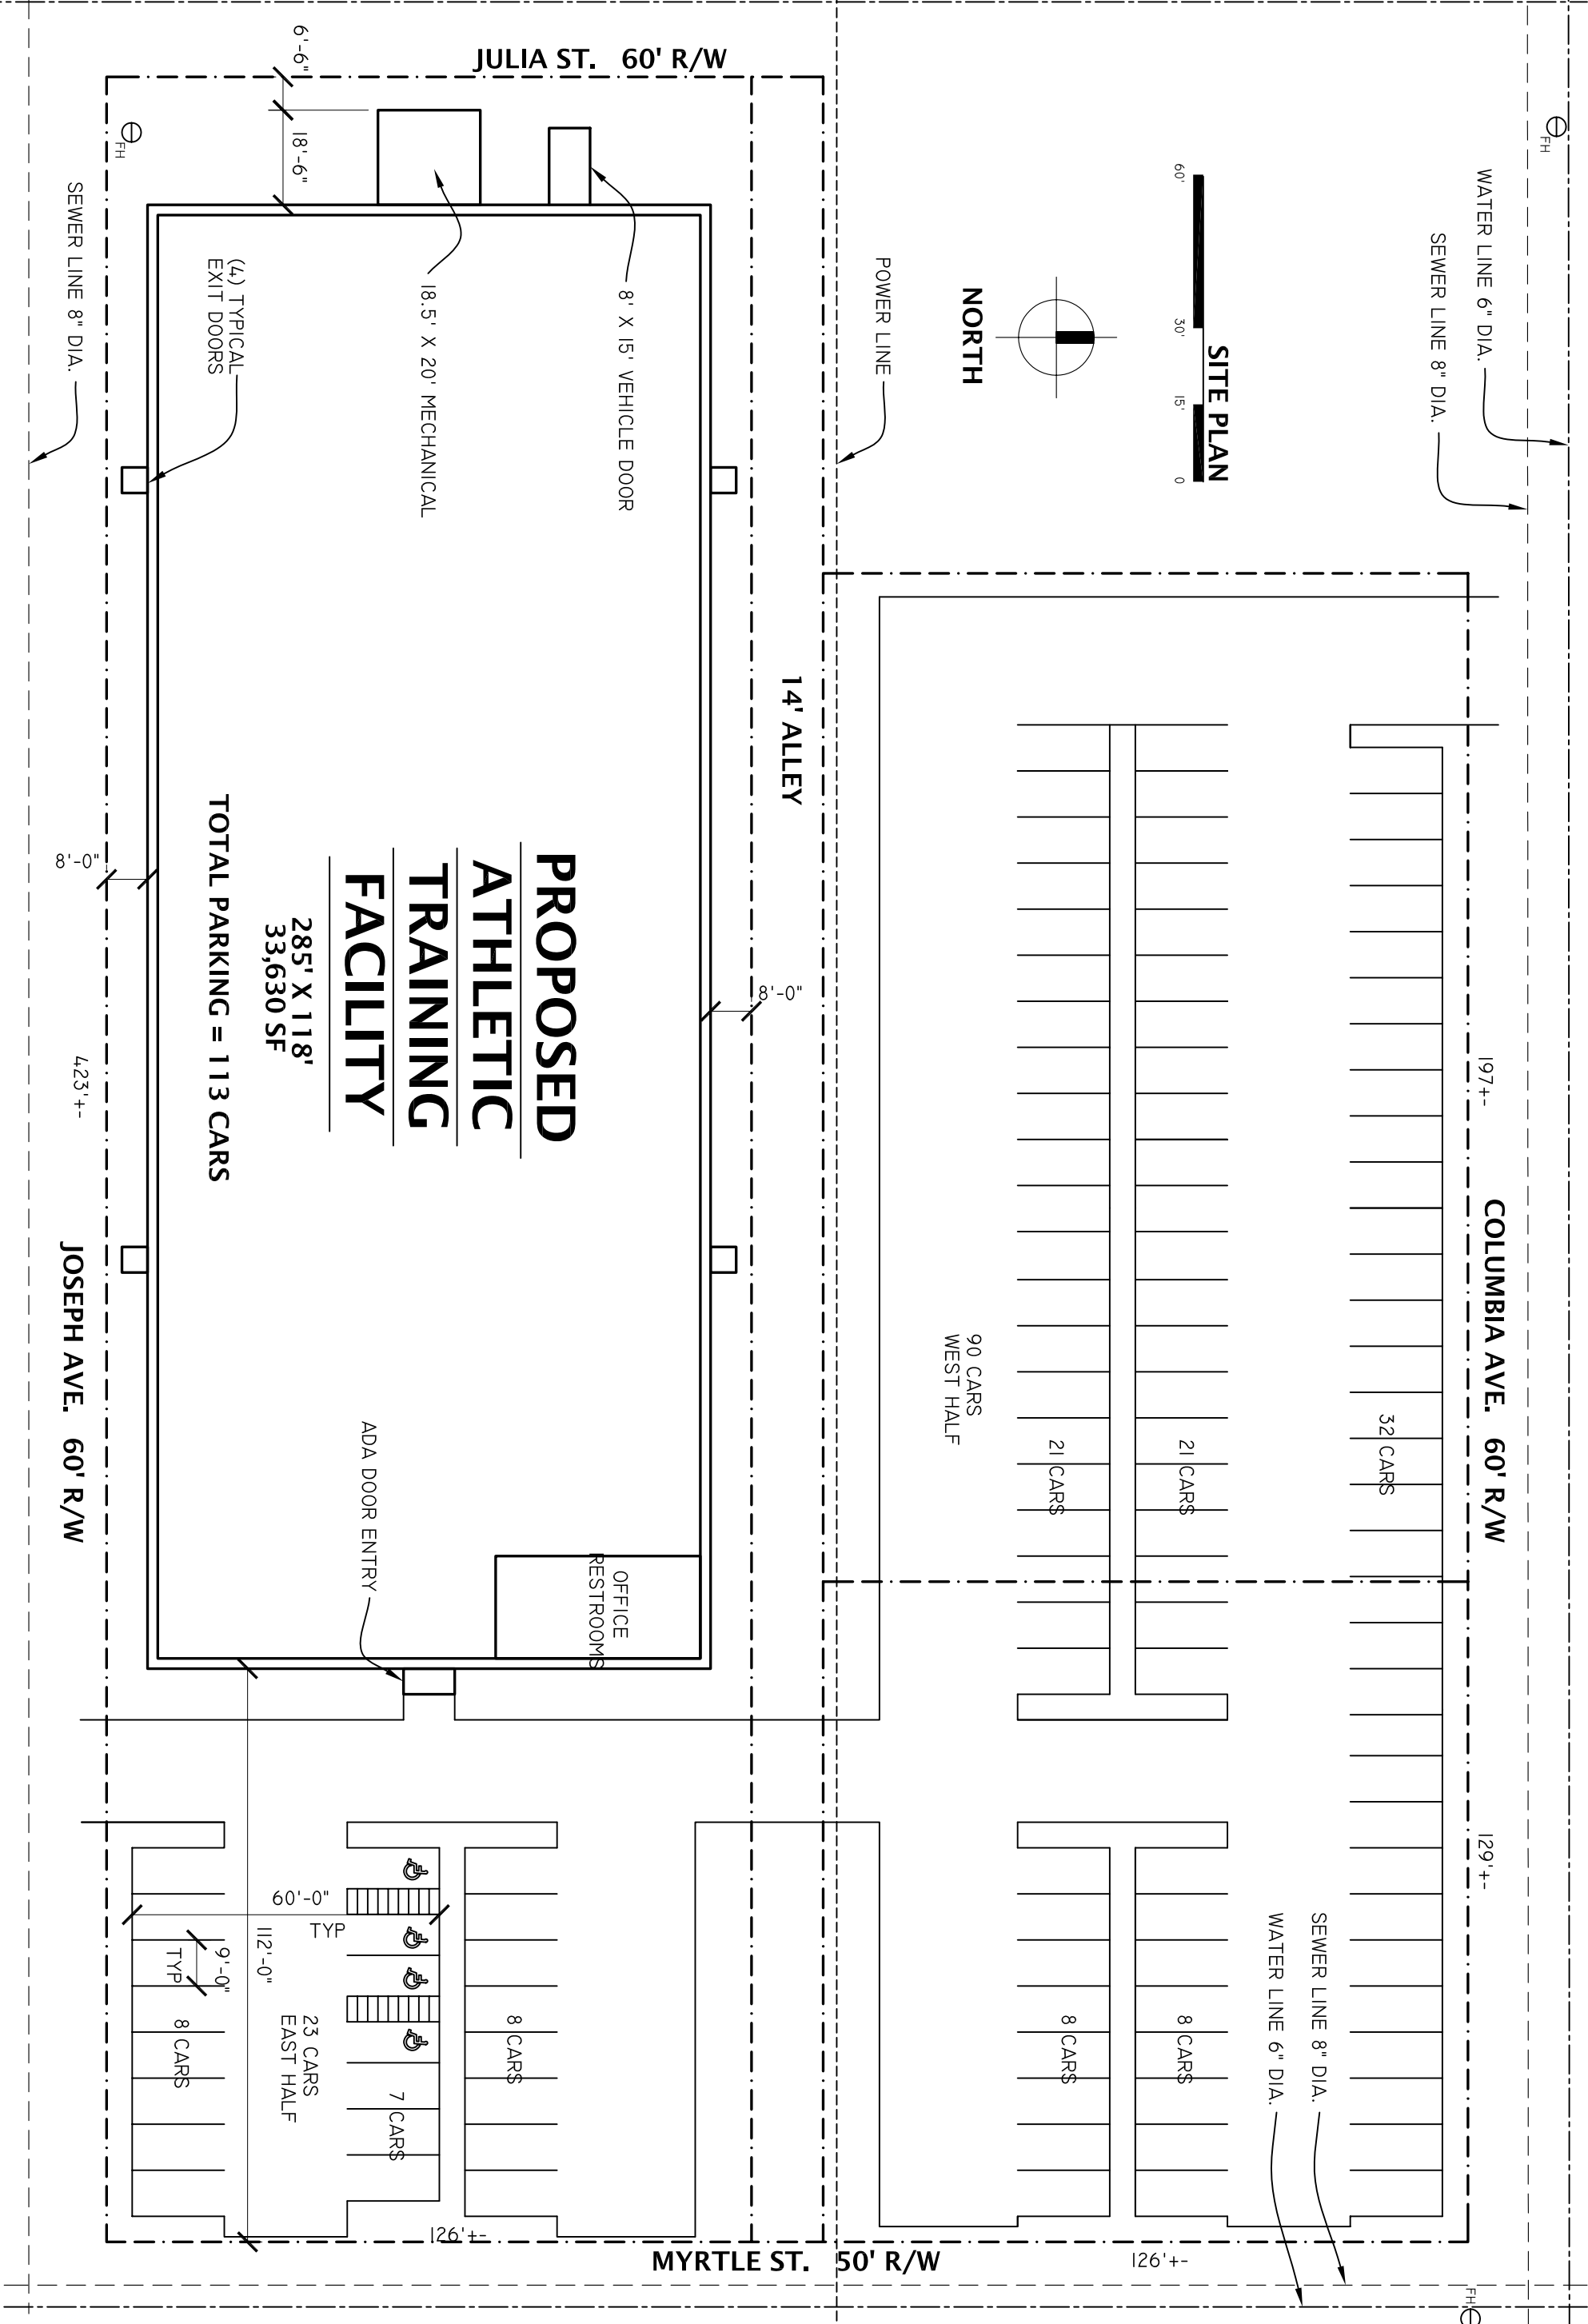 JULIA ST. 60' R/W
6'-6"
18'-6"
FH
FH
WATER LINE 6" DIA.
SEWER LINE 8" DIA.
SEWER LINE 8" DIA.
60'
30'
15'
0
SITE PLAN
NORTH
POWER LINE
8' X 15' VEHICLE DOOR
18.5' X 20' MECHANICAL
(4) TYPICAL
EXIT DOORS
14' ALLEY
PROPOSED
ATHLETIC
TRAINING
FACILITY
285' X 118'
33,630 SF
TOTAL PARKING = 113 CARS
8'-0"
8'-0"
423'+-
JOSEPH AVE. 60' R/W
197+-
COLUMBIA AVE. 60' R/W
129'+-
90 CARS
WEST HALF
21 CARS
21 CARS
32 CARS
ADA DOOR ENTRY
OFFICE
RESTROOMS
60'-0"
TYP
112'-0"
9'-0"
TYP
8 CARS
23 CARS
EAST HALF
7 CARS
8 CARS
8 CARS
8 CARS
SEWER LINE 8" DIA.
WATER LINE 6" DIA.
126'+-
126'+-
MYRTLE ST. 50' R/W
FH